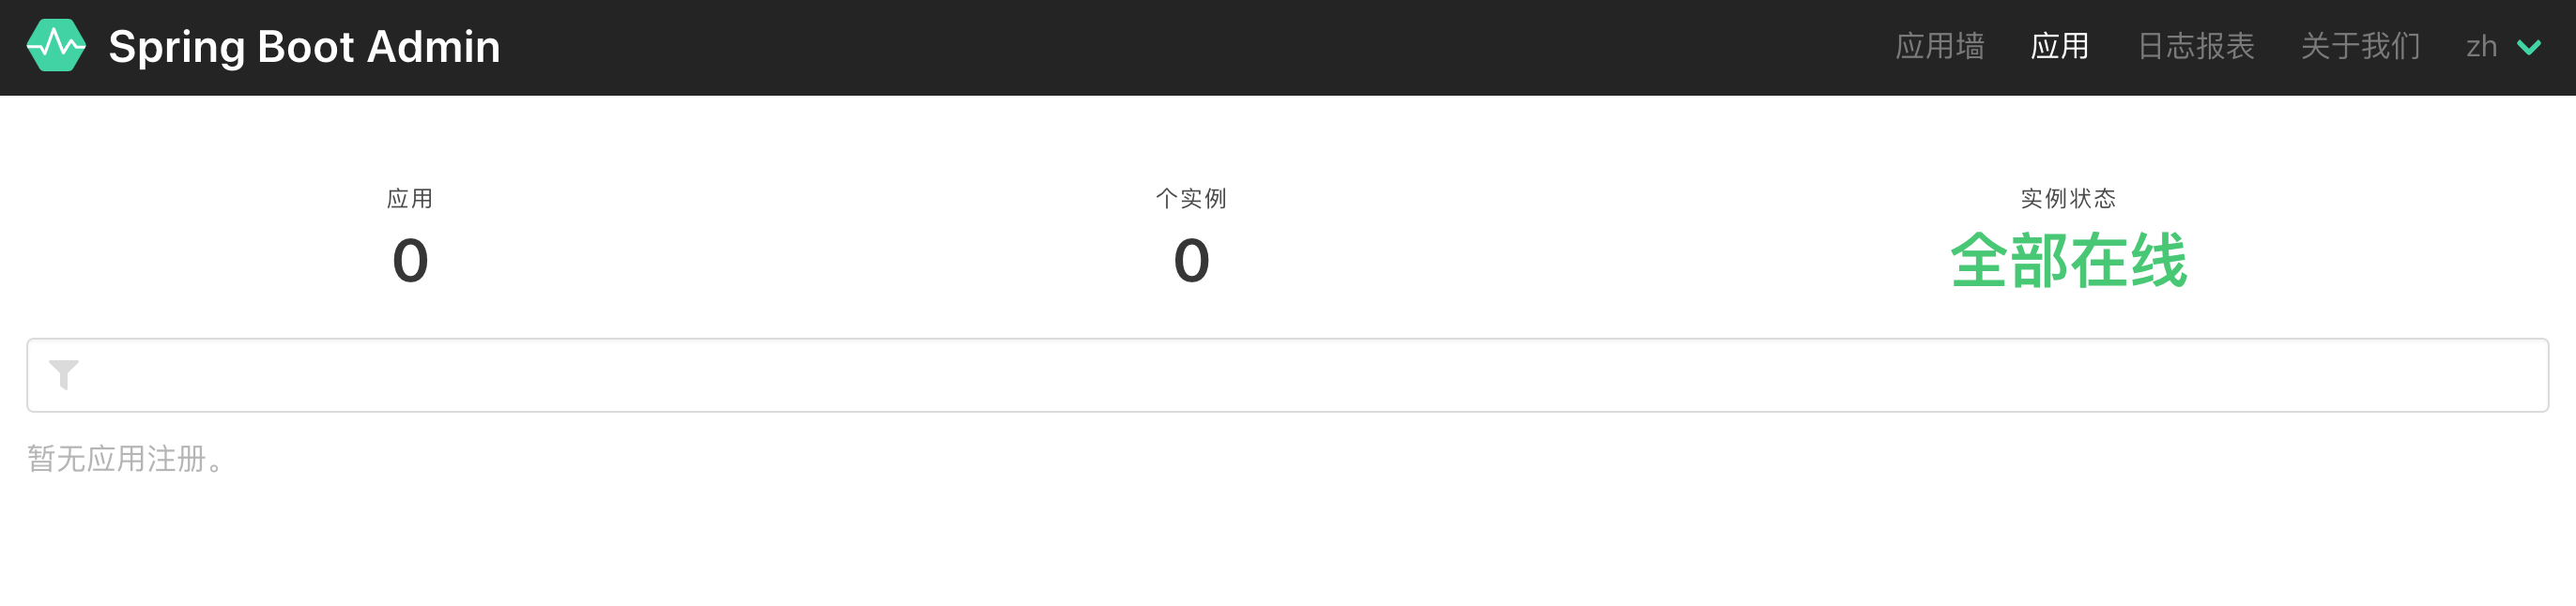 Spring Boot Admin
应用墙 应用 日志报表 关于我们 zh
应用 个实例 实例状态
0 0 全部在线
暂无应用注册。